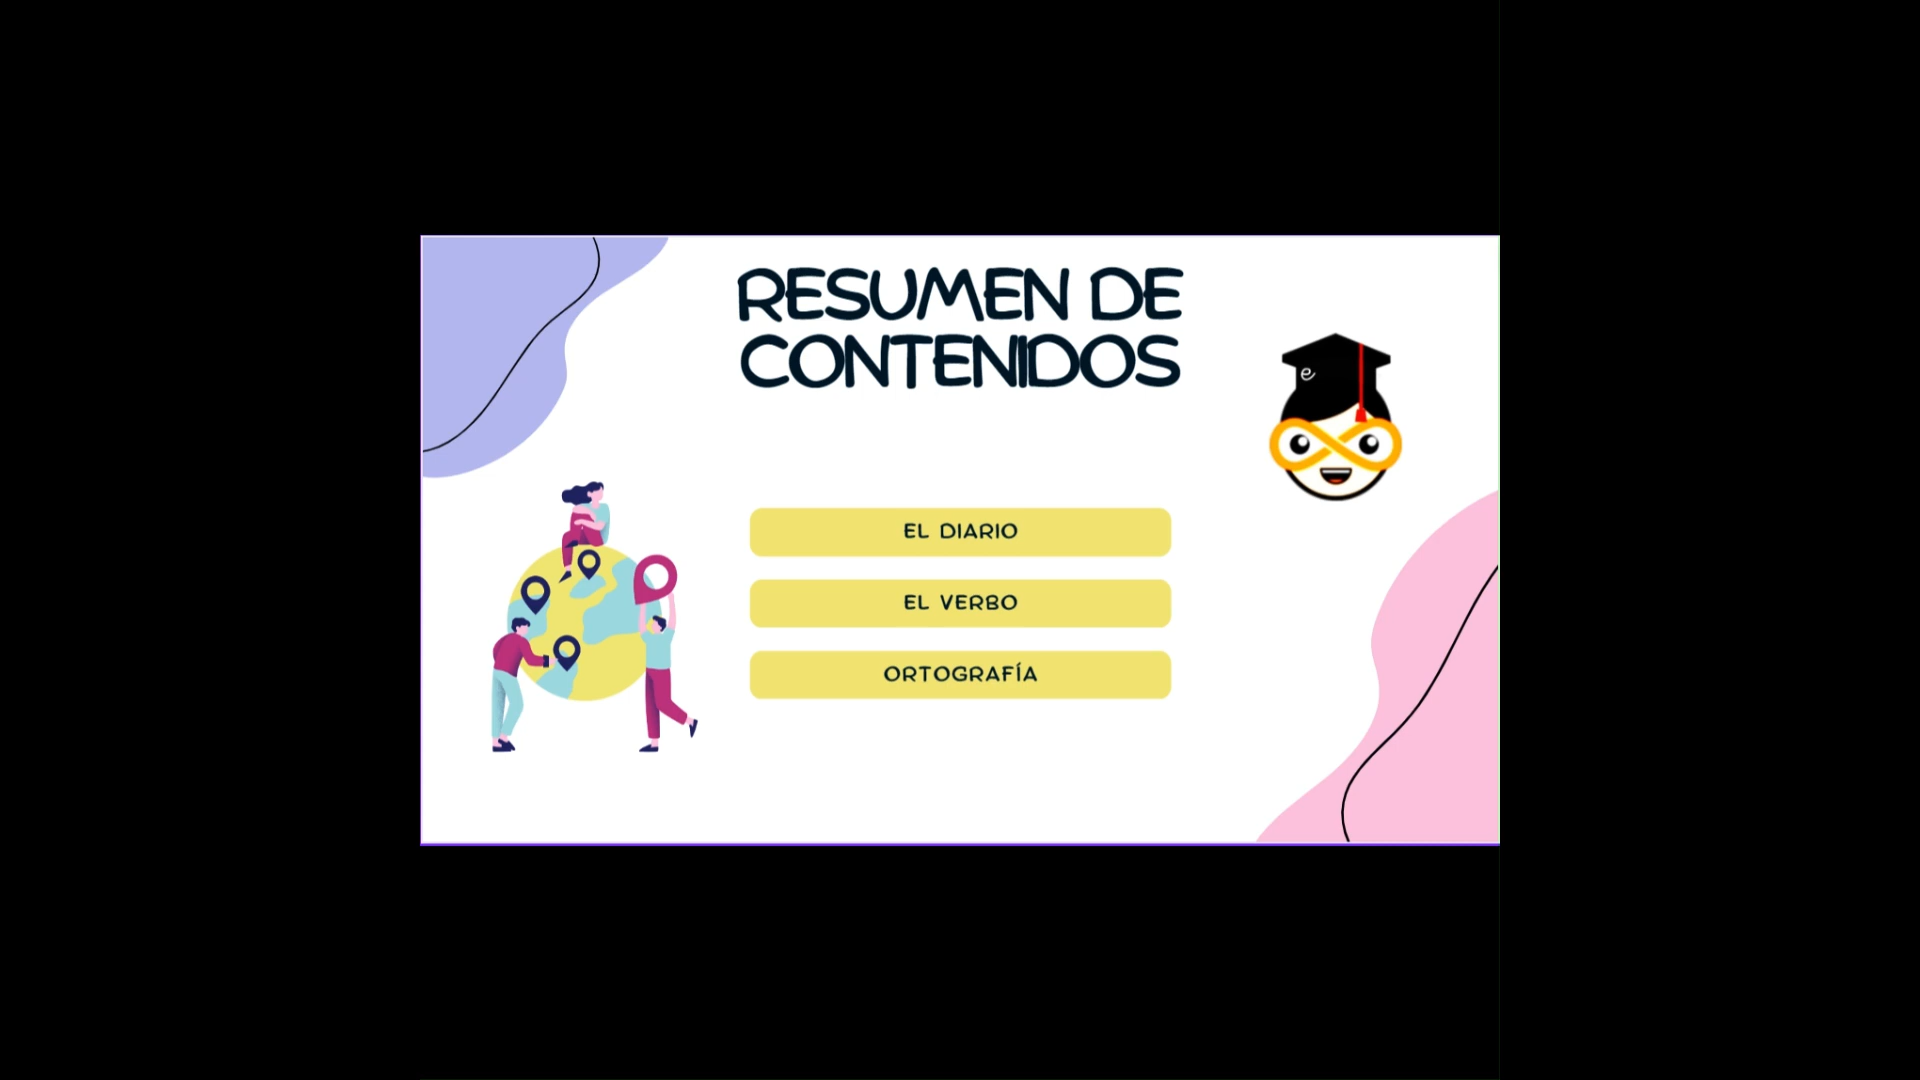 RESUMEN DE
CONTENIDOS
e
EL DIARIO
EL VERBO
ORTOGRAFÍA